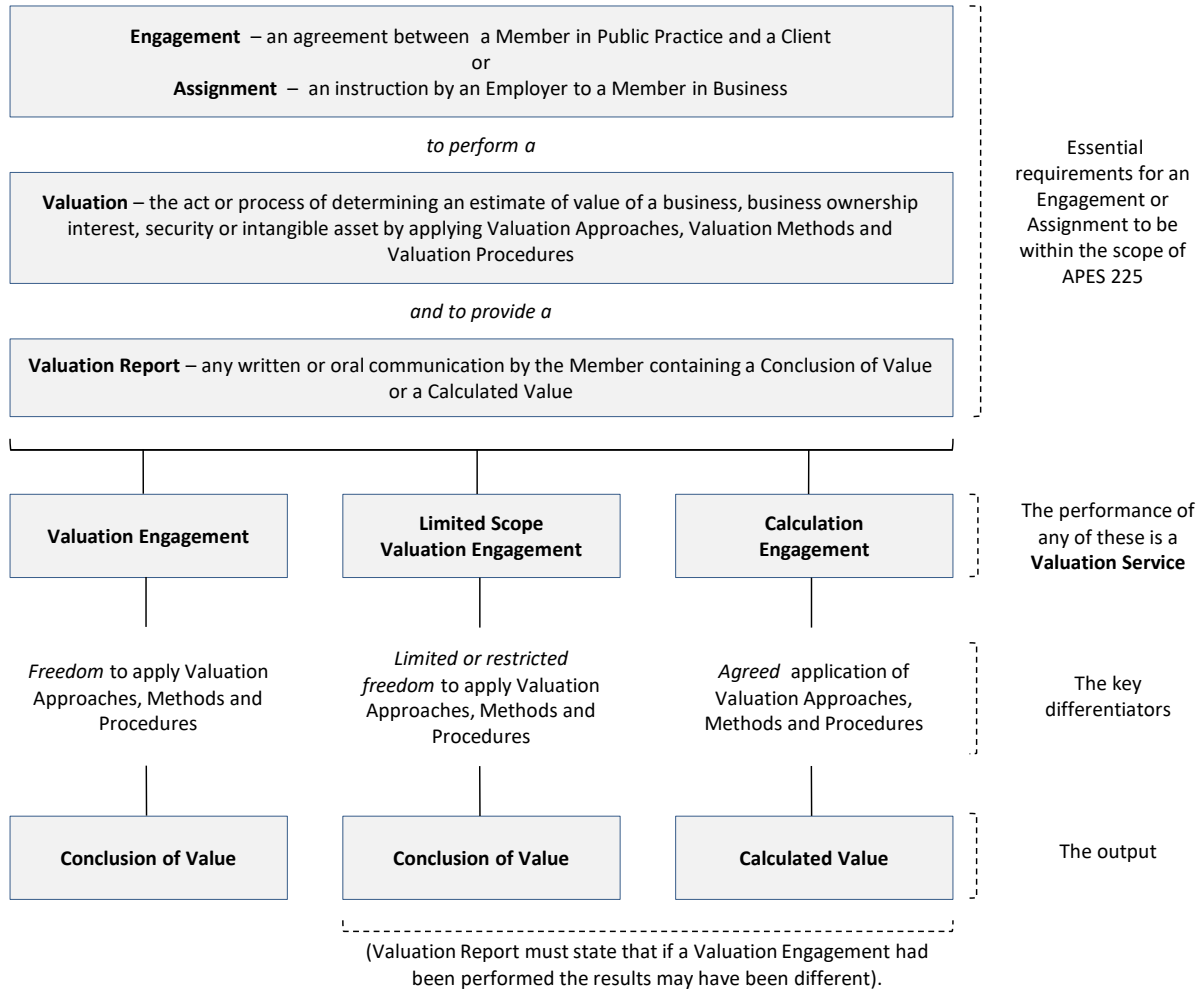 Engagement – an agreement between a Member in Public Practice and a Client
or
Assignment – an instruction by an Employer to a Member in Business
to perform a
Valuation – the act or process of determining an estimate of value of a business, business ownership
interest, security or intangible asset by applying Valuation Approaches, Valuation Methods and
Valuation Procedures
and to provide a
Valuation Report – any written or oral communication by the Member containing a Conclusion of Value
or a Calculated Value
Essential
requirements for an
Engagement or
Assignment to be
within the scope of
APES 225
Valuation Engagement
Limited Scope
Valuation Engagement
Calculation
Engagement
The performance of
any of these is a
Valuation Service
Freedom to apply Valuation
Approaches, Methods and
Procedures
Limited or restricted
freedom to apply Valuation
Approaches, Methods and
Procedures
Agreed application of
Valuation Approaches,
Methods and Procedures
The key
differentiators
Conclusion of Value
Conclusion of Value
Calculated Value
The output
(Valuation Report must state that if a Valuation Engagement had
been performed the results may have been different).